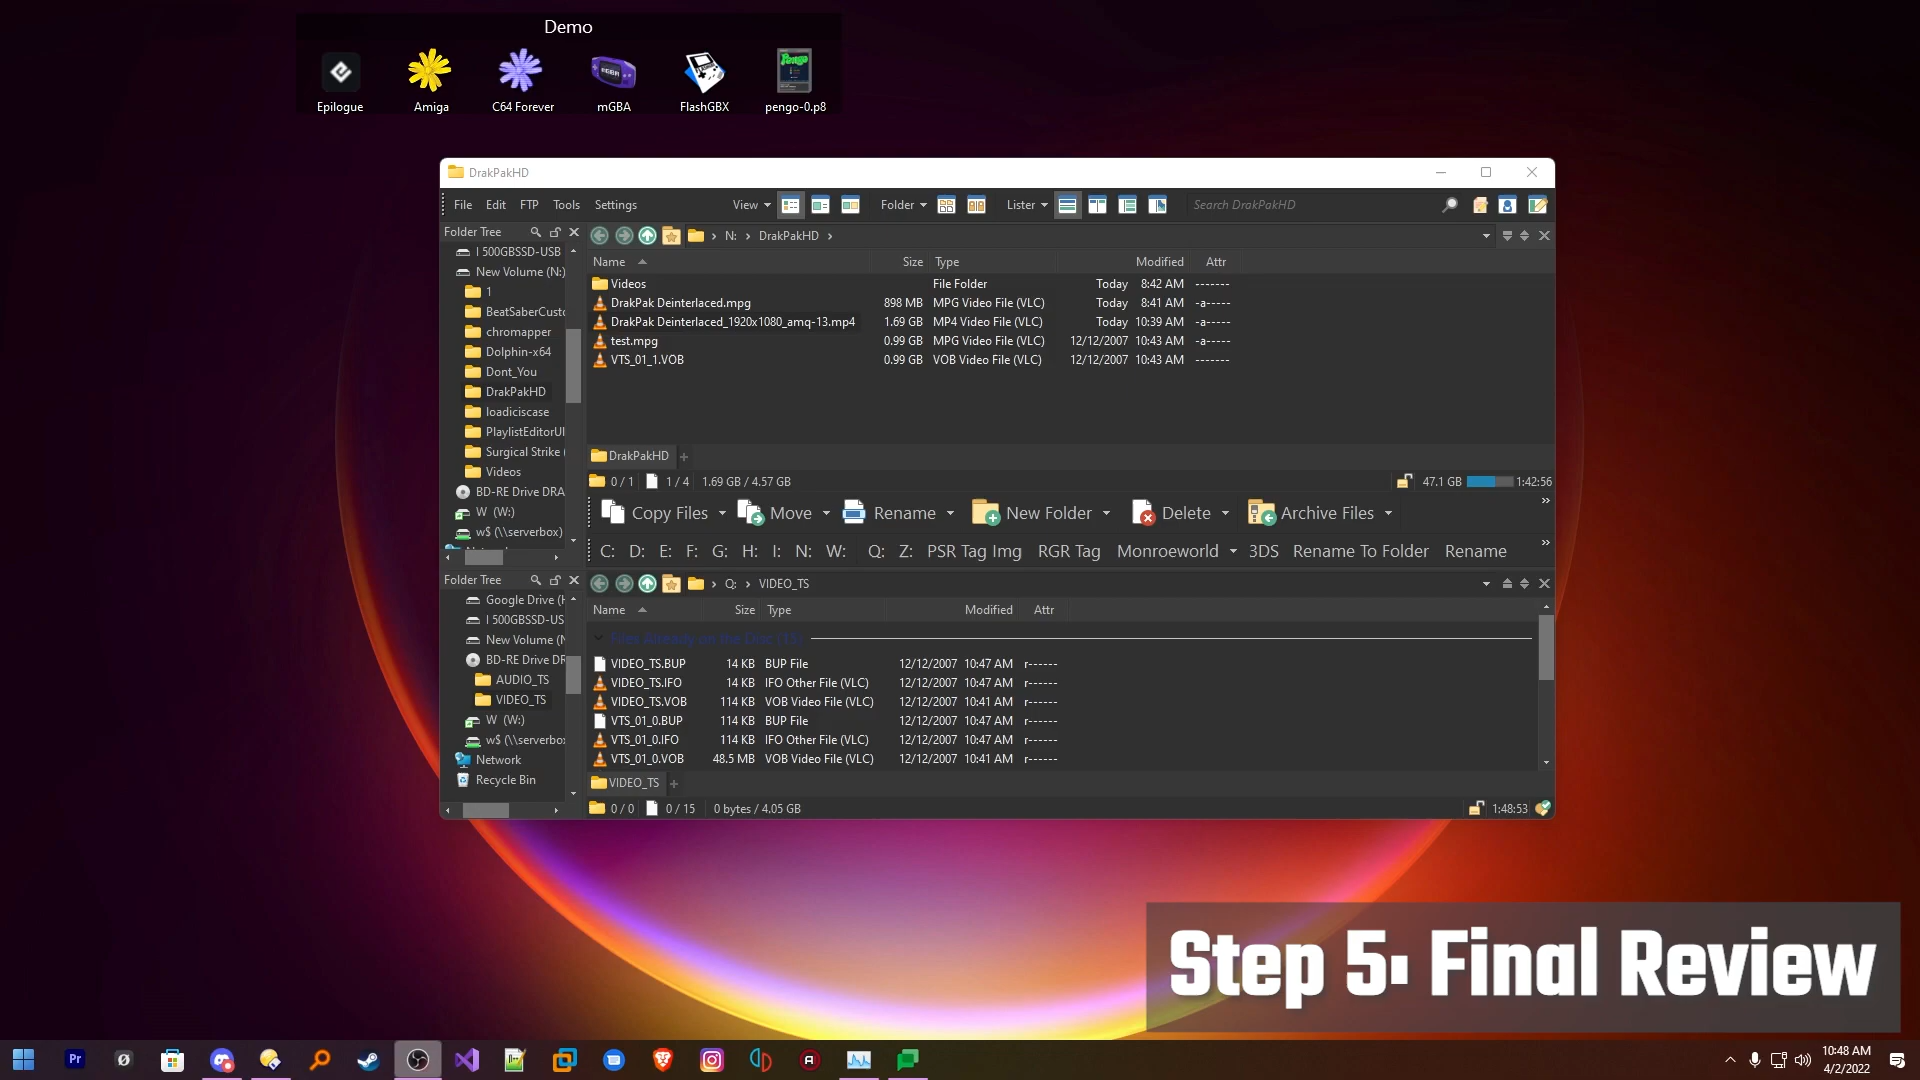 Demo
Epilogue
Amiga
C64 Forever
mGBA
FlashGBX
pengo-0.p8
DrakPakHD
File Edit FTP Tools Settings View Folder Lister Search DrakPakHD
Folder Tree
N: DrakPakHD
Name Size Type Modified Attr
I 500GBSSD-USB
New Volume (N:)
1
BeatSaberCusto
chromapper
Dolphin-x64
Dont_You
DrakPakHD
loadiciscase
PlaylistEditorUI
Surgical Strike (
Videos
BD-RE Drive DRA
W (W:)
w$ (\\serverbox)
Videos File Folder Today 8:42 AM -------
DrakPak Deinterlaced.mpg 898 MB MPG Video File (VLC) Today 8:41 AM -a-----
DrakPak Deinterlaced_1920x1080_amq-13.mp4 1.69 GB MP4 Video File (VLC) Today 10:39 AM -a-----
test.mpg 0.99 GB MPG Video File (VLC) 12/12/2007 10:43 AM -a-----
VTS_01_1.VOB 0.99 GB VOB Video File (VLC) 12/12/2007 10:43 AM -------
DrakPakHD +
0 / 1 1 / 4 1.69 GB / 4.57 GB 47.1 GB 1:42:56
Copy Files Move Rename New Folder Delete Archive Files »
C: D: E: F: G: H: I: N: W: Q: Z: PSR Tag Img RGR Tag Monroeworld 3DS Rename To Folder Rename »
Folder Tree
Q: VIDEO_TS
Name Size Type Modified Attr
Google Drive (H
I 500GBSSD-US
New Volume (N
BD-RE Drive DR
AUDIO_TS
VIDEO_TS
W (W:)
w$ (\\serverbox
Network
Recycle Bin
Files Already on the Disc (15)
VIDEO_TS.BUP 14 KB BUP File 12/12/2007 10:47 AM r------
VIDEO_TS.IFO 14 KB IFO Other File (VLC) 12/12/2007 10:47 AM r------
VIDEO_TS.VOB 114 KB VOB Video File (VLC) 12/12/2007 10:41 AM r------
VTS_01_0.BUP 114 KB BUP File 12/12/2007 10:47 AM r------
VTS_01_0.IFO 114 KB IFO Other File (VLC) 12/12/2007 10:47 AM r------
VTS_01_0.VOB 48.5 MB VOB Video File (VLC) 12/12/2007 10:41 AM r------
VIDEO_TS +
0 / 0 0 / 15 0 bytes / 4.05 GB 1:48:53
Step 5: Final Review
Pr
10:48 AM
4/2/2022